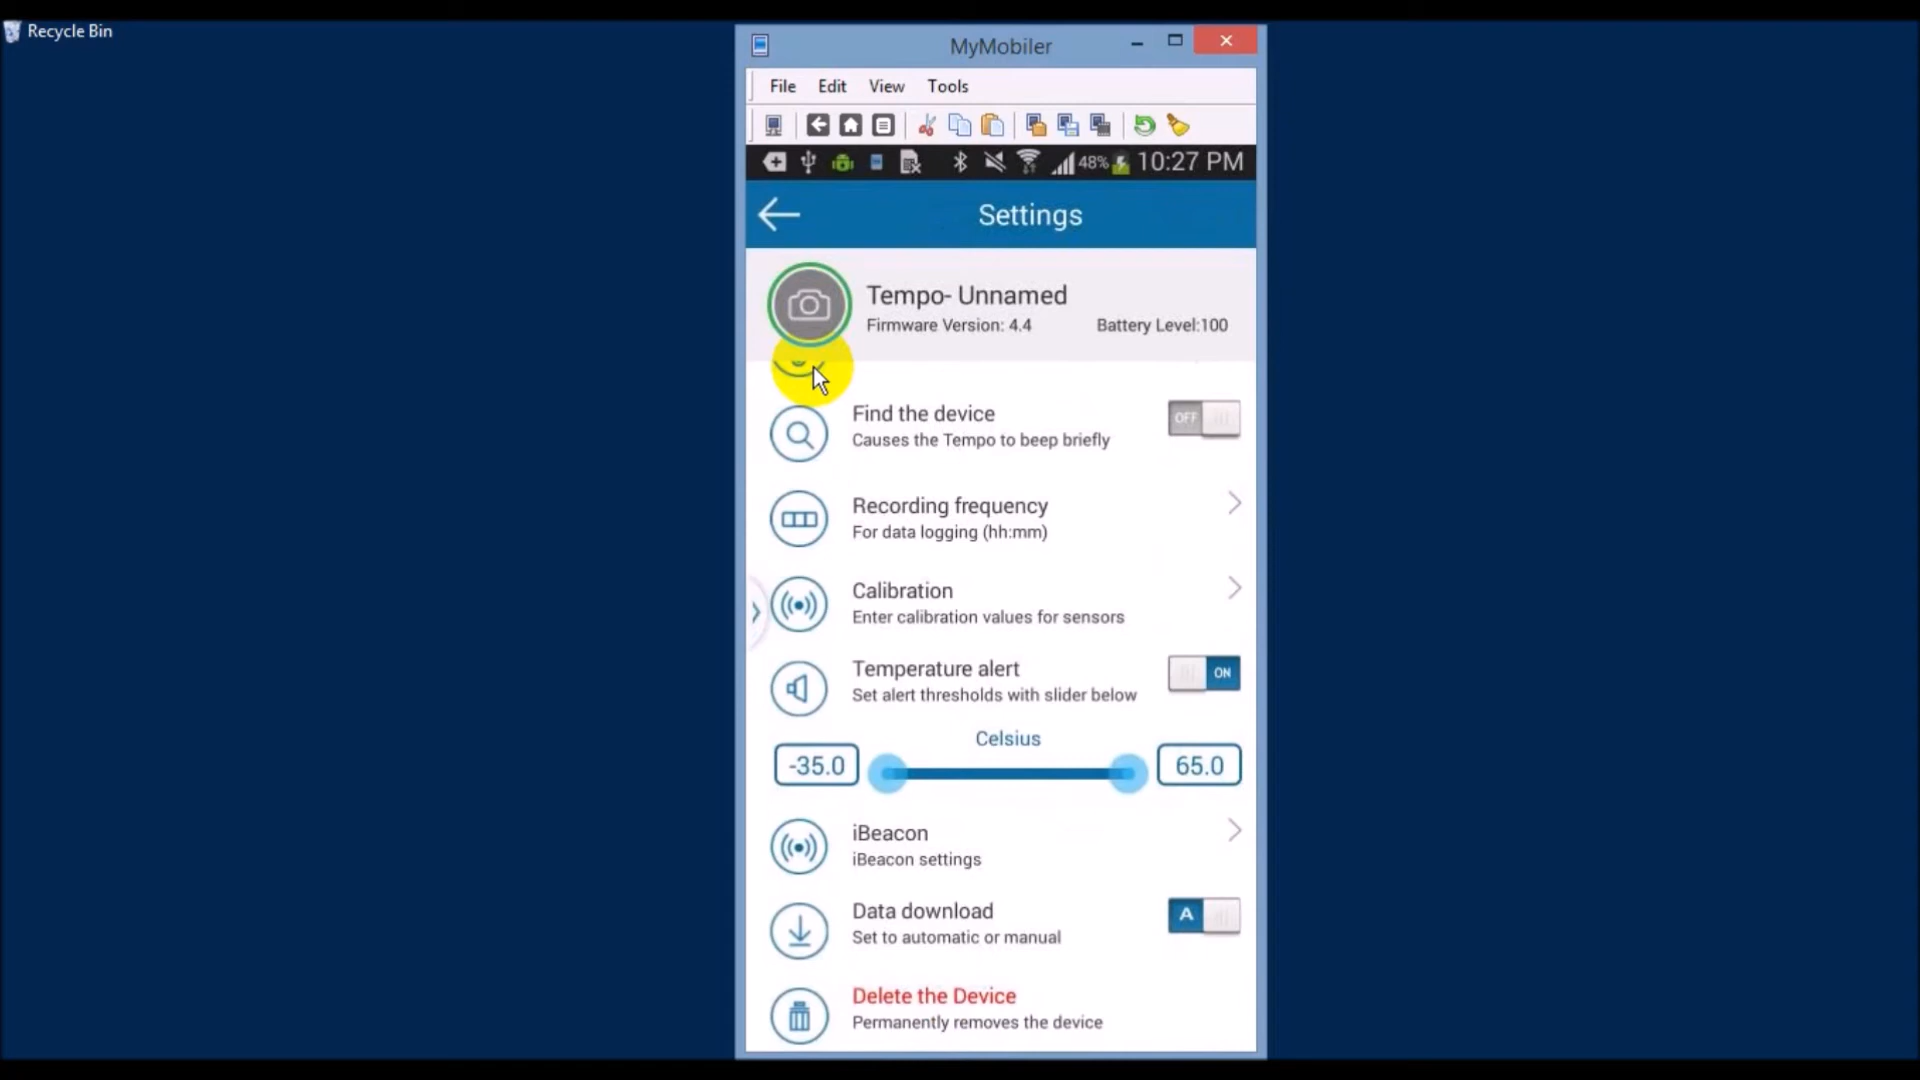 Recycle Bin
MyMobiler
File Edit View Tools
48% 10:27 PM
Settings
Tempo- Unnamed
Firmware Version: 4.4 Battery Level:100
Find the device
OFF
Causes the Tempo to beep briefly
Recording frequency
For data logging (hh:mm)
Calibration
Enter calibration values for sensors
Temperature alert
ON
Set alert thresholds with slider below
Celsius
-35.0 65.0
iBeacon
iBeacon settings
Data download
A
Set to automatic or manual
Delete the Device
Permanently removes the device